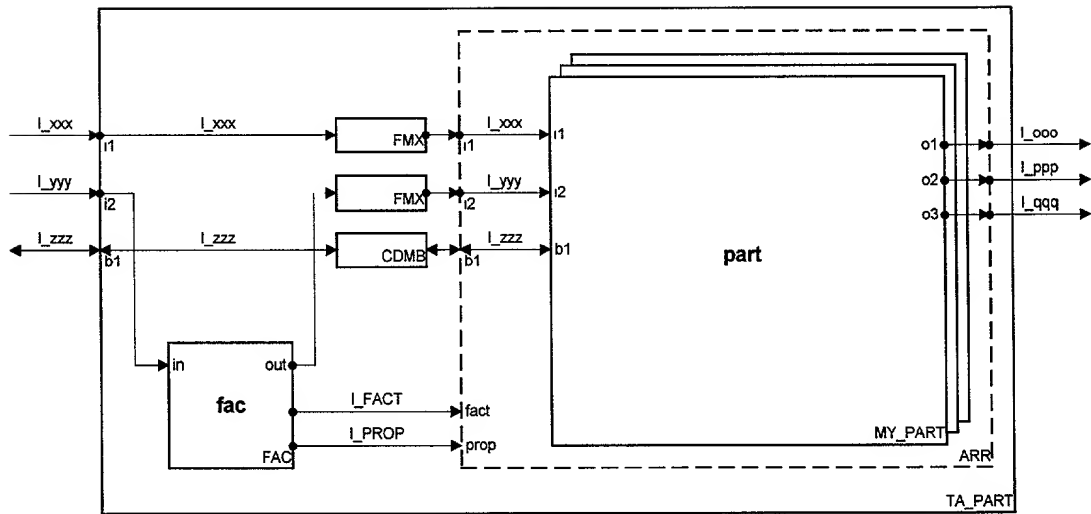 I_xxx
I_xxx
I_xxx
i1
FMX
i1
i1
I_yyy
I_yyy
i2
FMX
i2
i2
I_zzz
I_zzz
I_zzz
b1
CDMB
b1
b1
part
o1
I_ooo
o2
I_ppp
o3
I_qqq
in
out
fac
FAC
I_FACT
fact
I_PROP
prop
MY_PART
ARR
TA_PART